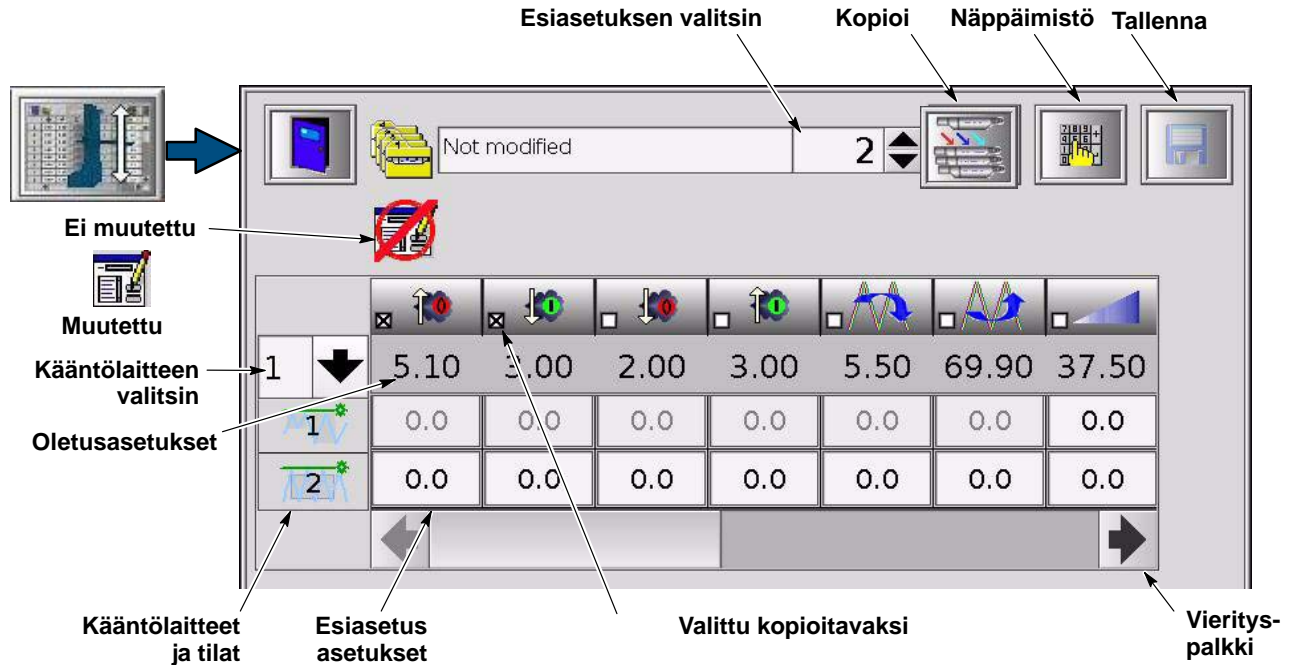 Esiasetuksen valitsin
Kopioi
Näppäimistö
Tallenna
Not modified
2
Ei muutettu
Muutettu
Kääntölaitteen
valitsin
1
5.10 3.00 2.00 3.00 5.50 69.90 37.50
Oletusasetukset
1 0.0 0.0 0.0 0.0 0.0 0.0 0.0
2 0.0 0.0 0.0 0.0 0.0 0.0 0.0
Kääntölaitteet
ja tilat
Esiasetus
asetukset
Valittu kopioitavaksi
Vieritys-
palkki